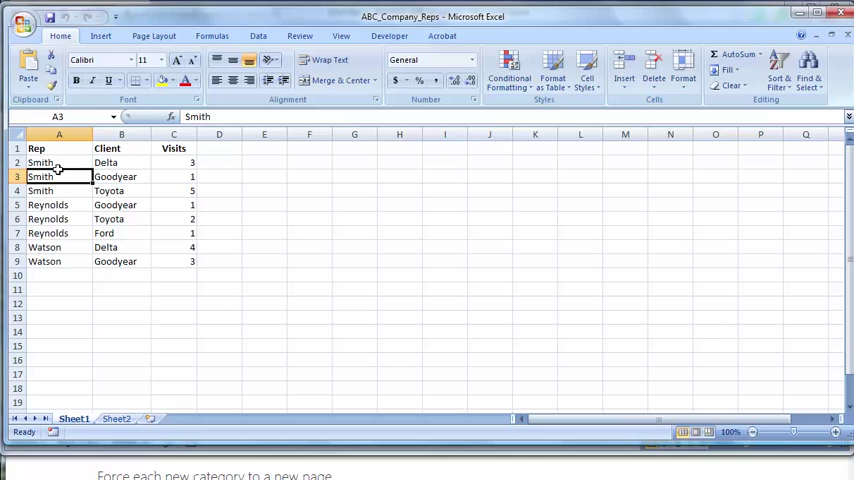 ABC_Company_Reps - Microsoft Excel
Home Insert Page Layout Formulas Data Review View Developer Acrobat
Paste Calibri 11 A A Wrap Text General Conditional Formatting Format as Table Cell Styles Insert Delete Format Σ AutoSum Sort & Filter Find & Select
B I U A Merge & Center $ % , Fill
Clear
Clipboard Font Alignment Number Styles Cells Editing
A3 fx Smith
A B C D E F G H I J K L M N O P Q
1 Rep Client Visits
2 Smith Delta 3
3 Smith Goodyear 1
4 Smith Toyota 5
5 Reynolds Goodyear 1
6 Reynolds Toyota 2
7 Reynolds Ford 1
8 Watson Delta 4
9 Watson Goodyear 3
10
11
12
13
14
15
16
17
18
19
Sheet1 Sheet2
Ready 100%
Force each new category to a new page